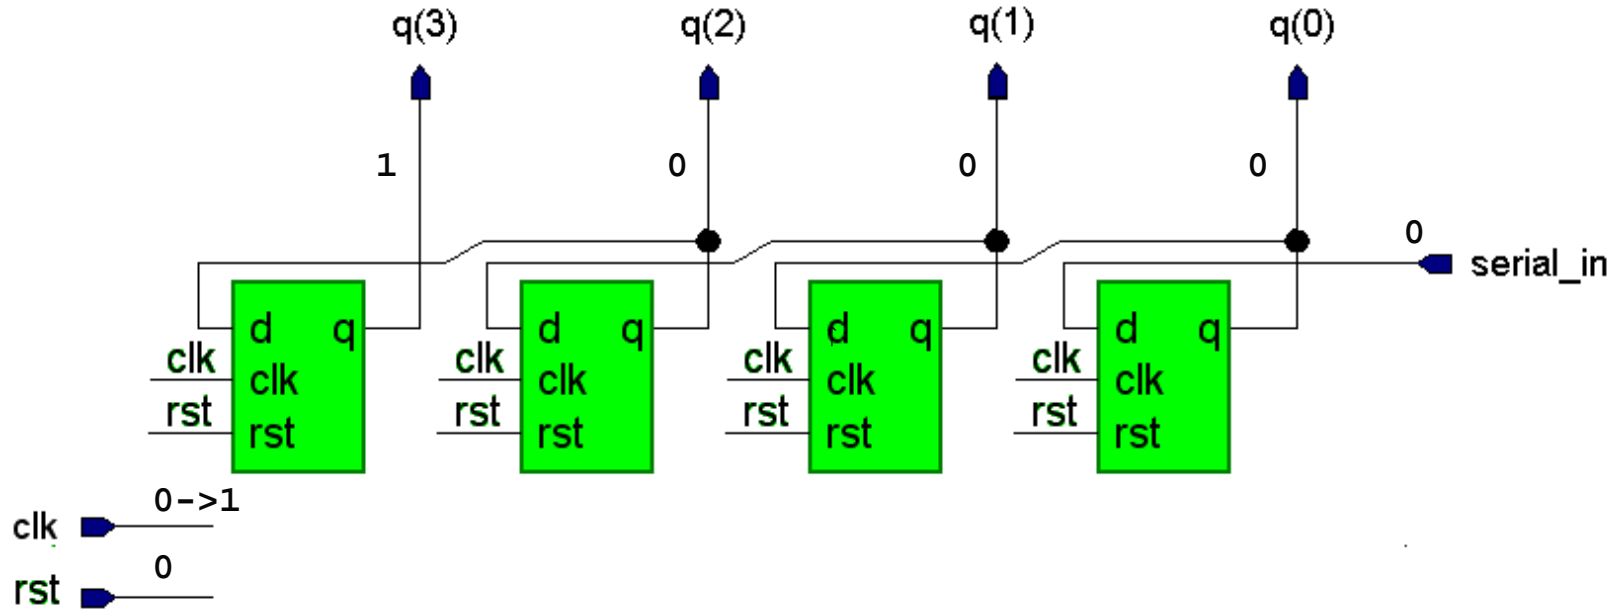 q(3) q(2) q(1) q(0)
1 0 0 0
0
serial_in
d q d q d q d q
clk clk clk clk
clk clk clk clk
rst rst rst rst
rst rst rst rst
0->1
clk
0
rst